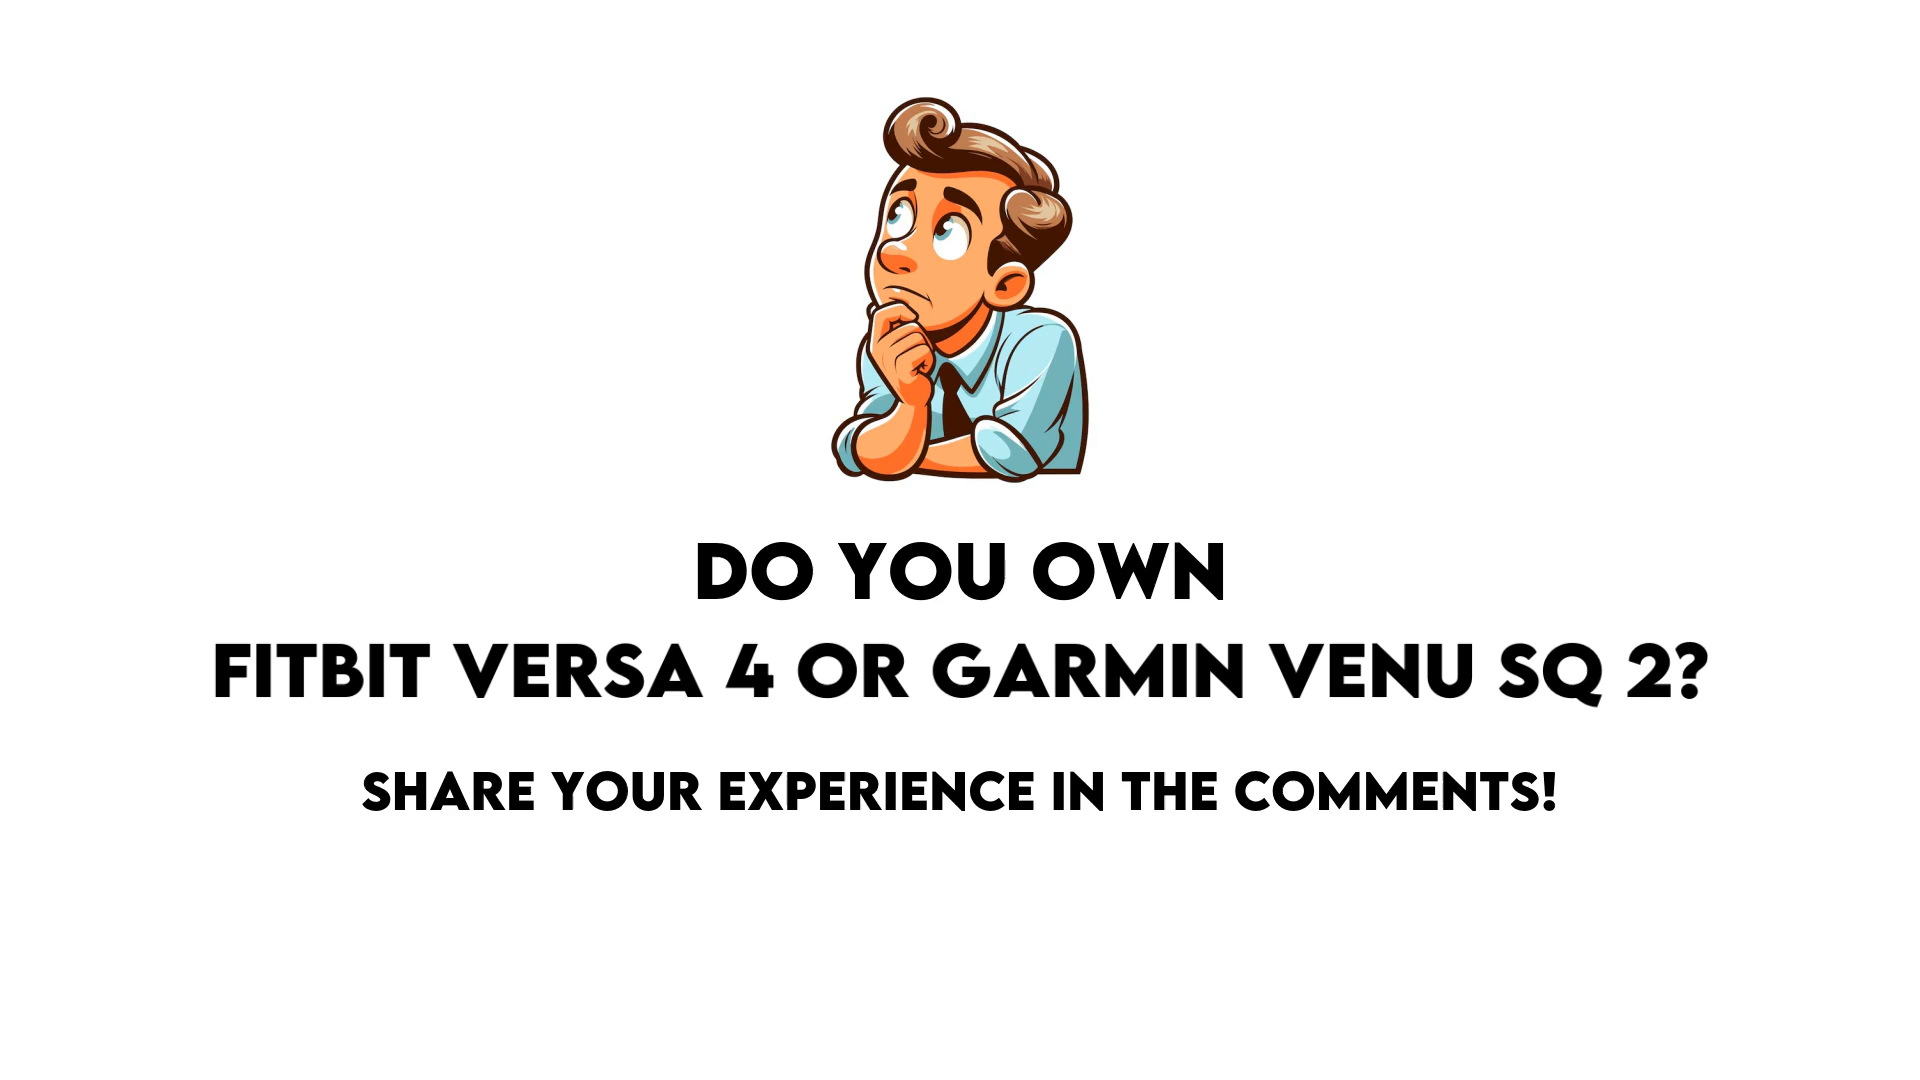 DO YOU OWN
FITBIT VERSA 4 OR GARMIN VENU SQ 2?
SHARE YOUR EXPERIENCE IN THE COMMENTS!